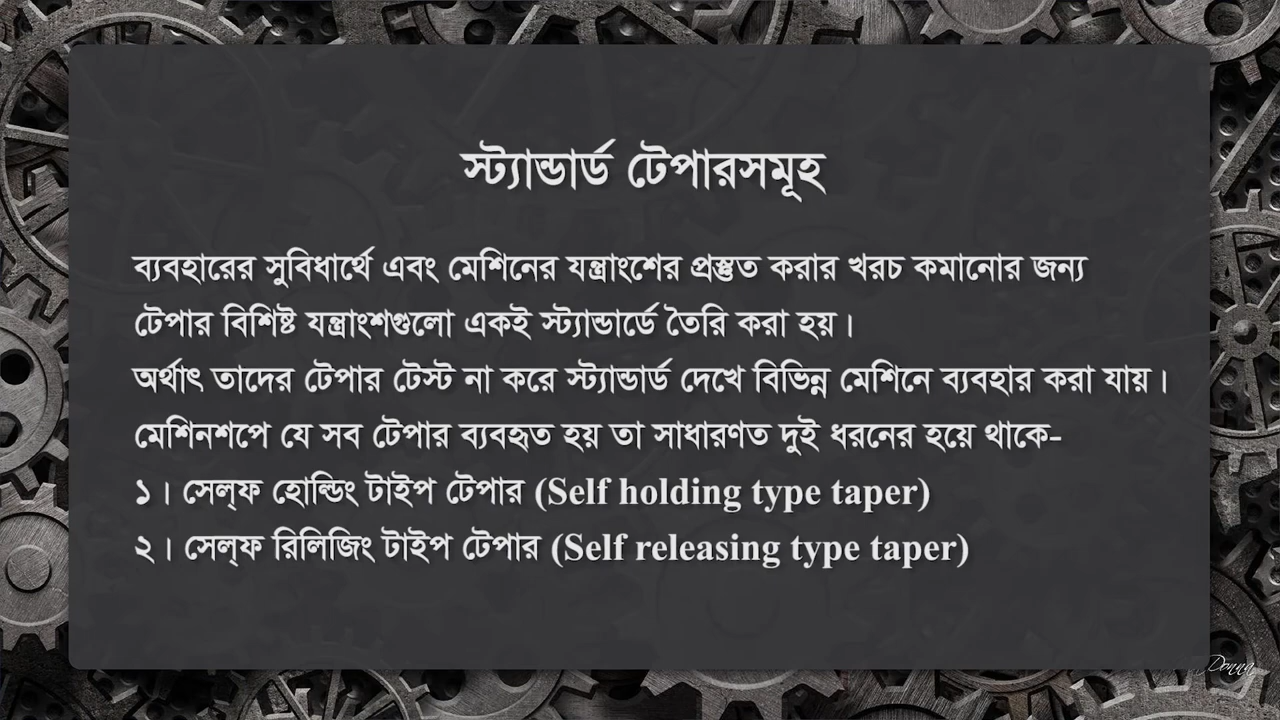 স্ট্যান্ডার্ড টেপারসমূহ
ব্যবহারের সুবিধার্থে এবং মেশিনের যন্ত্রাংশের প্রস্তুত করার খরচ কমানোর জন্য
টেপার বিশিষ্ট যন্ত্রাংশগুলো একই স্ট্যান্ডার্ডে তৈরি করা হয়।
অর্থাৎ তাদের টেপার টেস্ট না করে স্ট্যান্ডার্ড দেখে বিভিন্ন মেশিনে ব্যবহার করা যায়।
মেশিনশপে যে সব টেপার ব্যবহৃত হয় তা সাধারণত দুই ধরনের হয়ে থাকে-
১। সেল্‌ফ হোল্ডিং টাইপ টেপার (Self holding type taper)
২। সেল্‌ফ রিলিজিং টাইপ টেপার (Self releasing type taper)
Donna